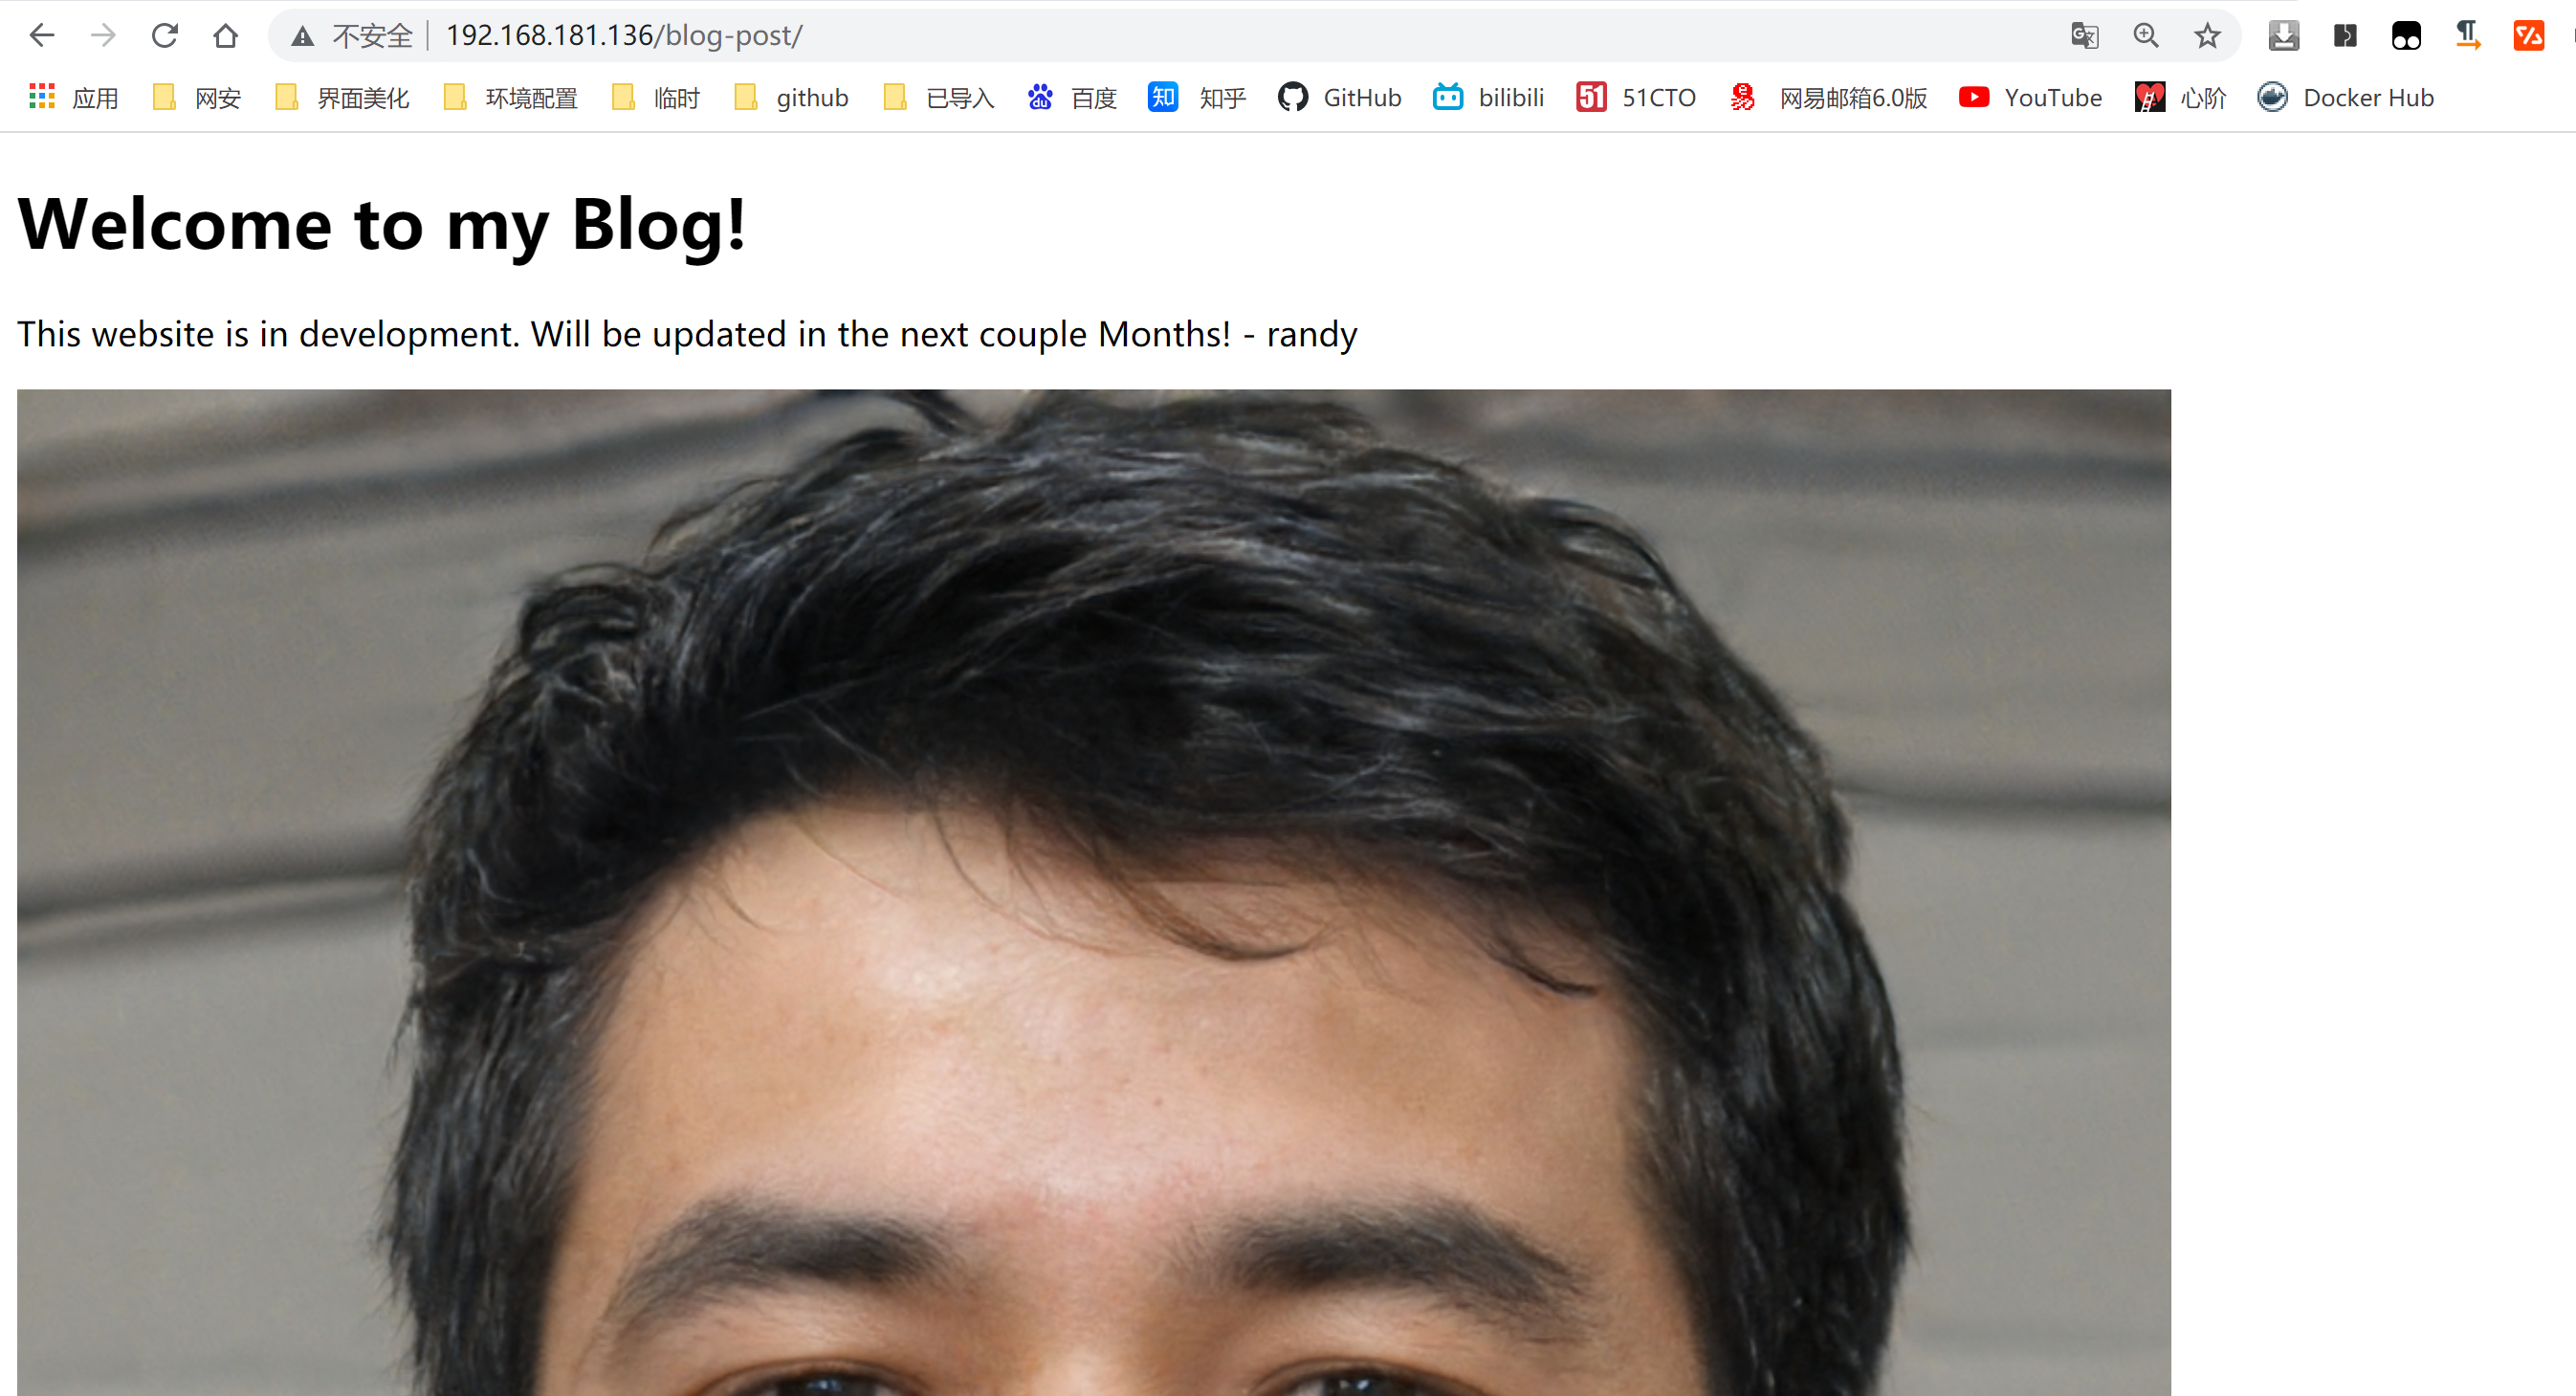 不安全 192.168.181.136/blog-post/
应用 网安 界面美化 环境配置 临时 github 已导入 du 百度 知 知乎 GitHub bilibili 51 51CTO e 易 网易邮箱6.0版 YouTube 心阶 Docker Hub
Welcome to my Blog!
This website is in development. Will be updated in the next couple Months! - randy